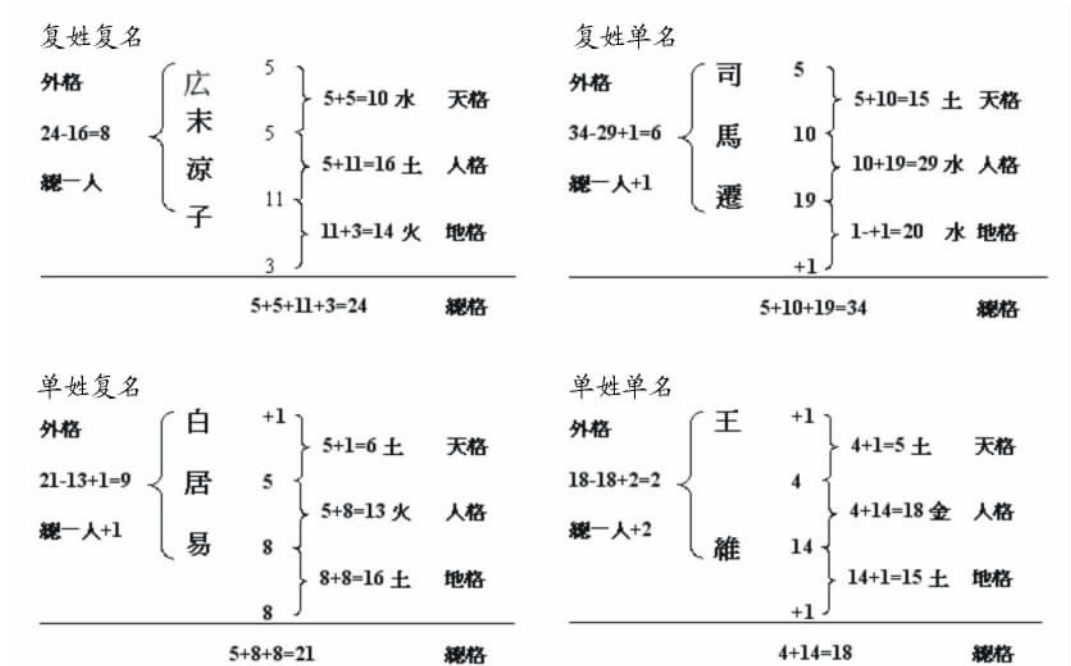 复姓复名
外格
24-16=8
總一人
広
末
涼
子
5
5
11
3
5+5=10 水 天格
5+11=16 土 人格
11+3=14 火 地格
5+5+11+3=24 總格
复姓单名
外格
34-29+1=6
總一人+1
司
馬
遷
5
10
19
+1
5+10=15 土 天格
10+19=29 水 人格
1-+1=20 水 地格
5+10+19=34 總格
单姓复名
外格
21-13+1=9
總一人+1
白
居
易
+1
5
8
8
5+1=6 土 天格
5+8=13 火 人格
8+8=16 土 地格
5+8+8=21 總格
单姓单名
外格
18-18+2=2
總一人+2
王
維
+1
4
14
+1
4+1=5 土 天格
4+14=18 金 人格
14+1=15 土 地格
4+14=18 總格